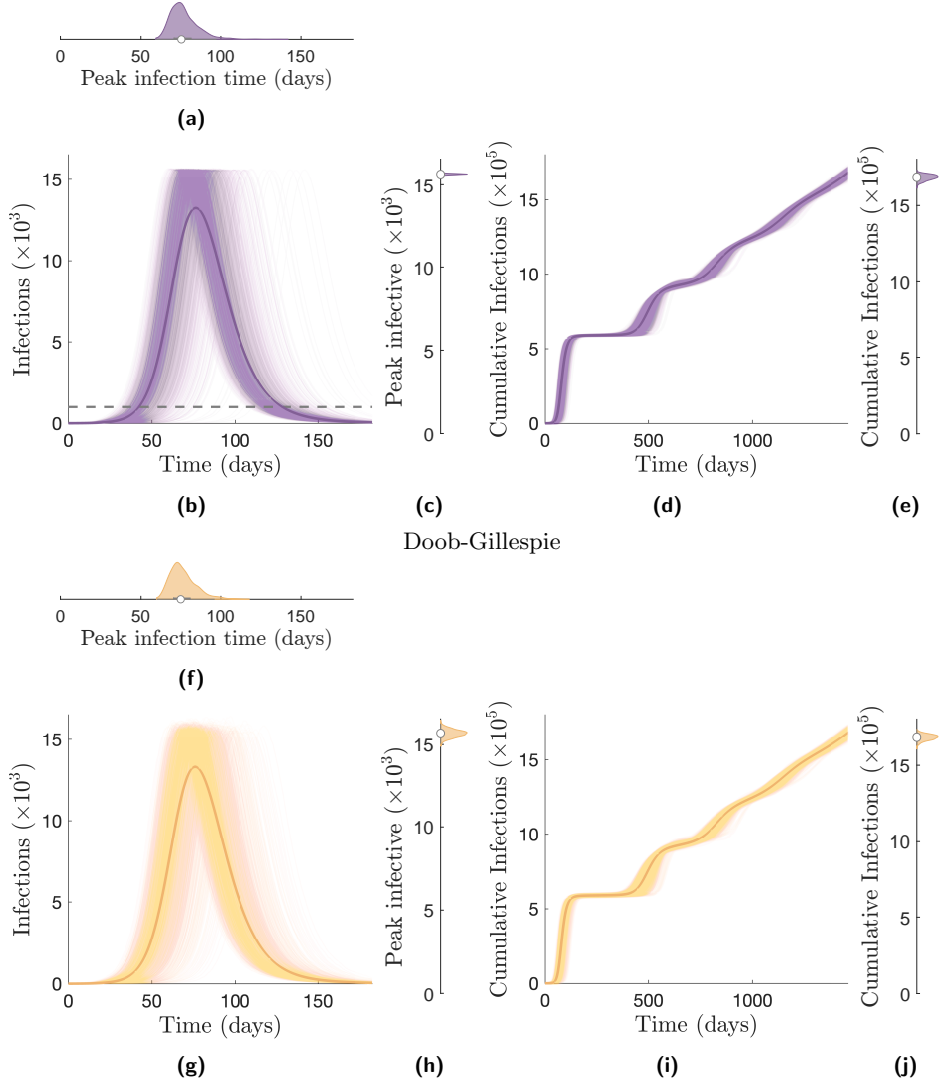 0 50 100 150
Peak infection time (days)
(a)
Infections (×10³)
15
10
5
0
0 50 100 150
Time (days)
(b)
Peak infective (×10³)
15
10
5
0
(c)
Cumulative Infections (×10⁵)
15
10
5
0
0 500 1000
Time (days)
(d)
Cumulative Infections (×10⁵)
15
10
5
0
(e)
Doob-Gillespie
0 50 100 150
Peak infection time (days)
(f)
Infections (×10³)
15
10
5
0
0 50 100 150
Time (days)
(g)
Peak infective (×10³)
15
10
5
0
(h)
Cumulative Infections (×10⁵)
15
10
5
0
0 500 1000
Time (days)
(i)
Cumulative Infections (×10⁵)
15
10
5
0
(j)